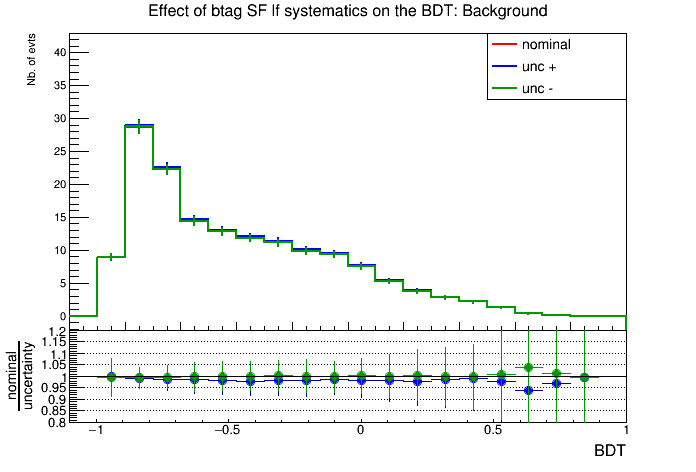 Effect of btag SF lf systematics on the BDT: Background
Nb. of evts
40
35
30
25
20
15
10
5
0
nominal
unc +
unc -
nominal
uncertainty
1.2
1.15
1.1
1.05
1
0.95
0.9
0.85
0.8
−1
−0.5
0
0.5
1
BDT